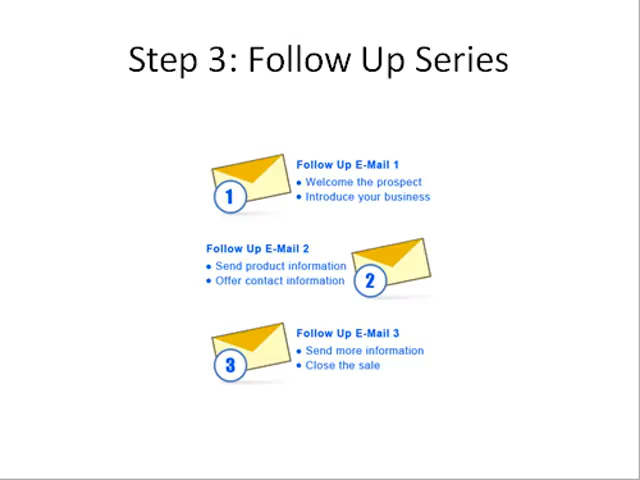 Step 3: Follow Up Series
Follow Up E-Mail 1
• Welcome the prospect
• Introduce your business
1
Follow Up E-Mail 2
• Send product information
• Offer contact information
2
Follow Up E-Mail 3
• Send more information
• Close the sale
3